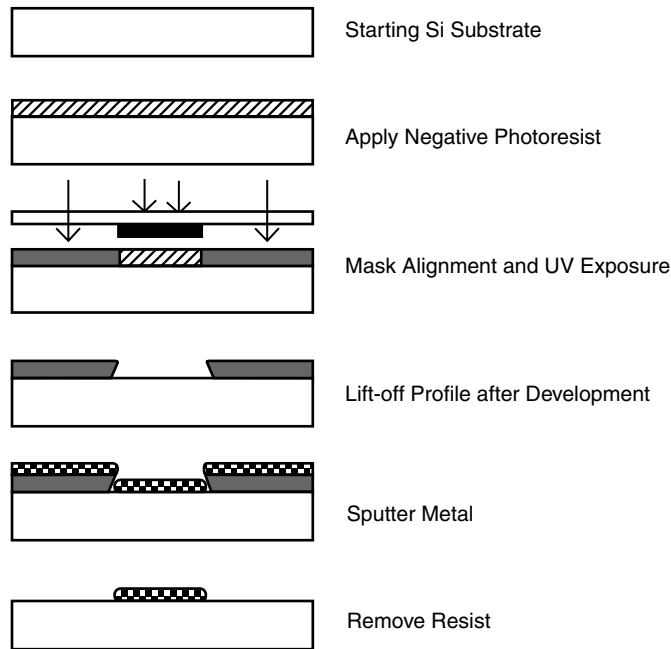 Starting Si Substrate
Apply Negative Photoresist
Mask Alignment and UV Exposure
Lift-off Profile after Development
Sputter Metal
Remove Resist